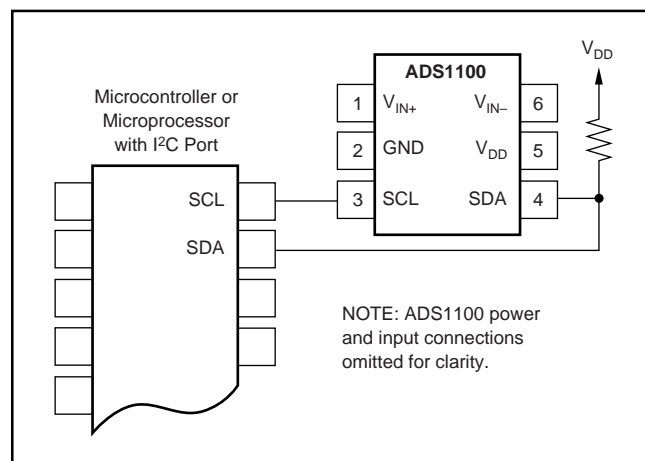 Microcontroller or
Microprocessor
with I²C Port
SCL
SDA
ADS1100
1 V_IN+ V_IN– 6
2 GND V_DD 5
3 SCL SDA 4
V_DD
NOTE: ADS1100 power
and input connections
omitted for clarity.